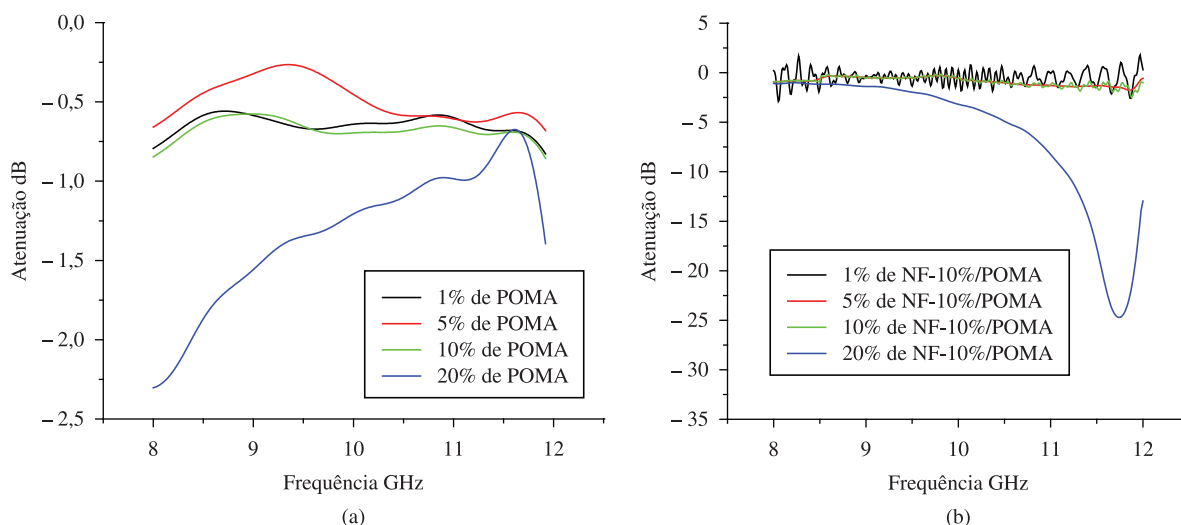 0,0
– 0,5
– 1,0
– 1,5
– 2,0
– 2,5
Atenuação dB
8
9
10
11
12
Frequência GHz
1% de POMA
5% de POMA
10% de POMA
20% de POMA
(a)
5
0
– 5
– 10
– 15
– 20
– 25
– 30
– 35
Atenuação dB
8
9
10
11
12
Frequência GHz
1% de NF-10%/POMA
5% de NF-10%/POMA
10% de NF-10%/POMA
20% de NF-10%/POMA
(b)